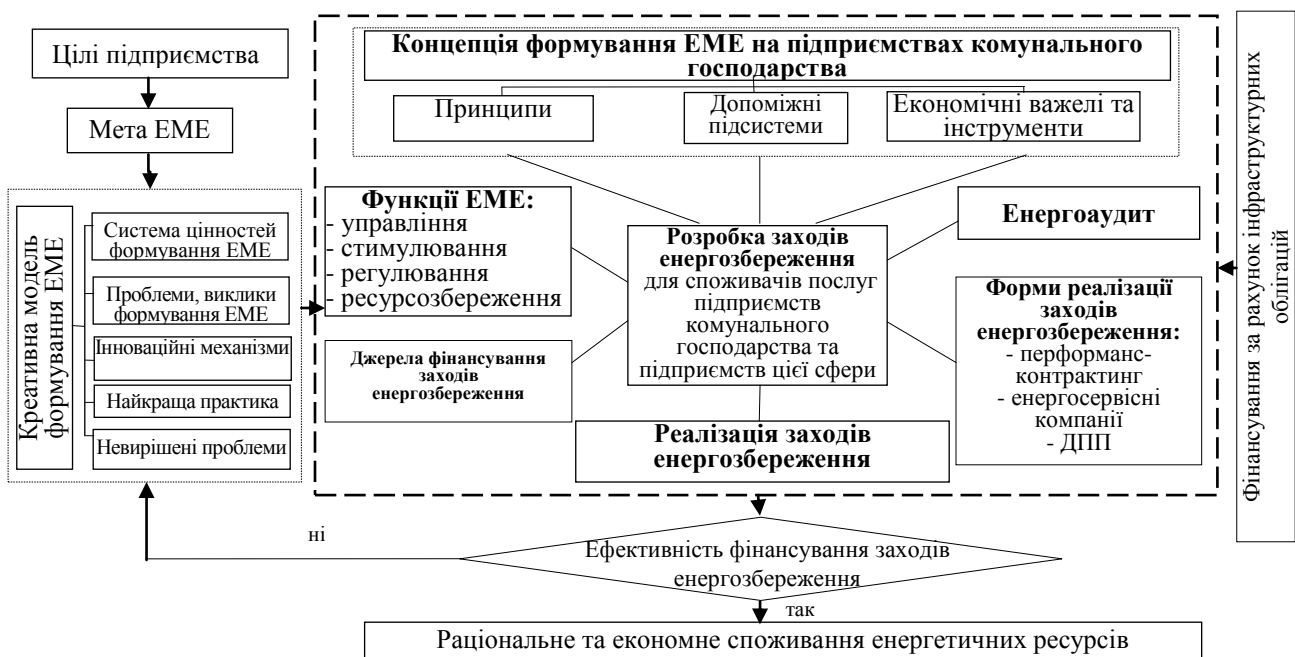 Цілі підприємства
Мета ЕМЕ
Креативна модель
формування ЕМЕ
Система цінностей
формування ЕМЕ
Проблеми, виклики
формування ЕМЕ
Інноваційні механізми
Найкраща практика
Невирішені проблеми
Концепція формування ЕМЕ на підприємствах комунального
господарства
Принципи
Допоміжні
підсистеми
Економічні важелі та
інструменти
Функції ЕМЕ:
- управління
- стимулювання
- регулювання
- ресурсозбереження
Джерела фінансування
заходів
енергозбереження
Розробка заходів
енергозбереження
для споживачів послуг
підприємств
комунального
господарства та
підприємств цієї сфери
Енергоаудит
Форми реалізації
заходів
енергозбереження:
- перформанс-
контрактинг
- енергосервісні
компанії
- ДПП
Реалізація заходів
енергозбереження
Фінансування за рахунок інфраструктурних
облігацій
ні
Ефективність фінансування заходів
енергозбереження
так
Раціональне та економне споживання енергетичних ресурсів